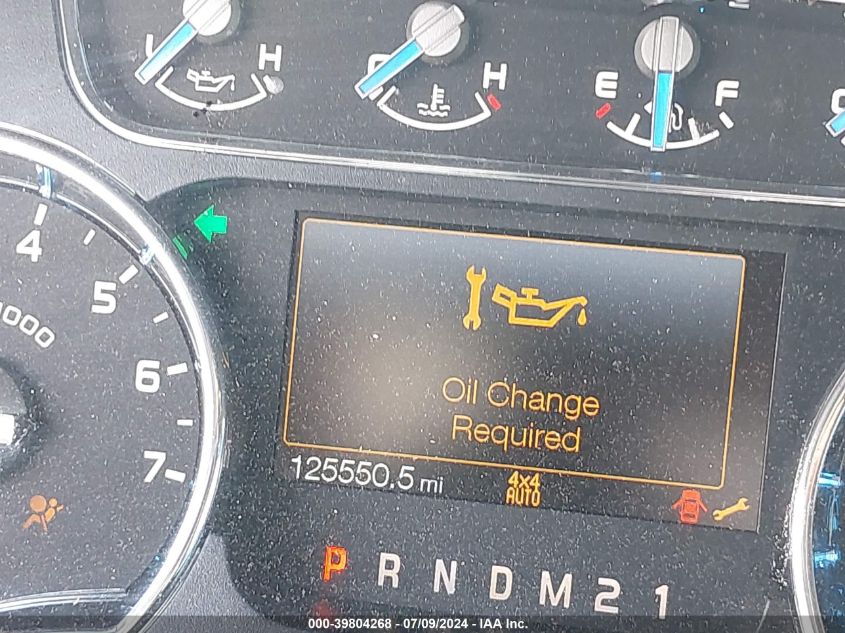 L H
C H
E F
C
4
5
6
7
000
Oil Change
Required
125550.5 mi
4x4
AUTO
P R N D M 2 1
000-39804268 - 07/09/2024 - IAA Inc.